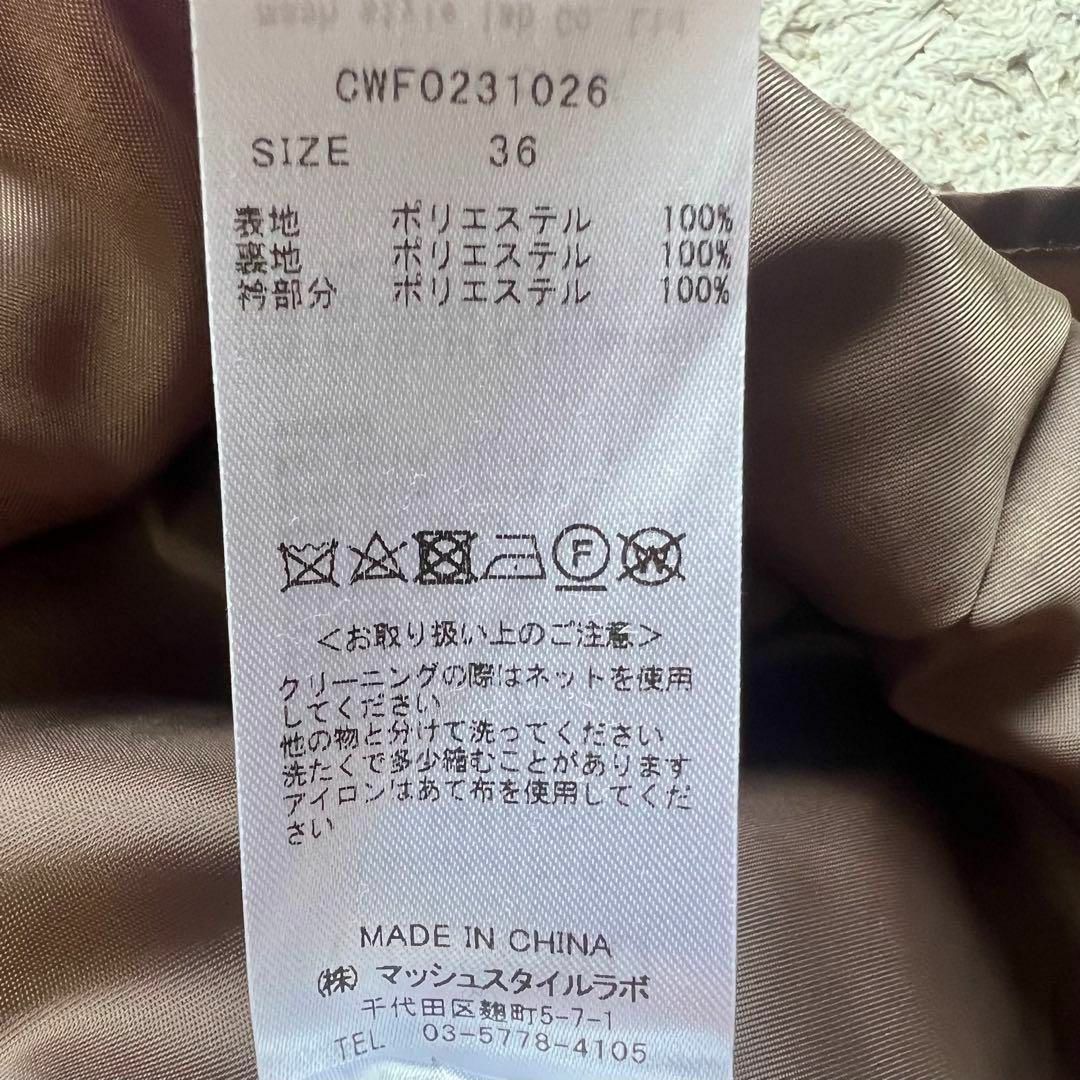 mash style lab Co. Ltd
CWF0231026
SIZE 36
表地 ポリエステル 100%
裏地 ポリエステル 100%
衿部分 ポリエステル 100%
F W
<お取り扱い上のご注意>
クリーニングの際はネットを使用
してください
他の物と分けて洗ってください
洗たくで多少縮むことがあります
アイロンはあて布を使用してくだ
さい
MADE IN CHINA
(株) マッシュスタイルラボ
千代田区麹町5-7-1
TEL 03-5778-4105